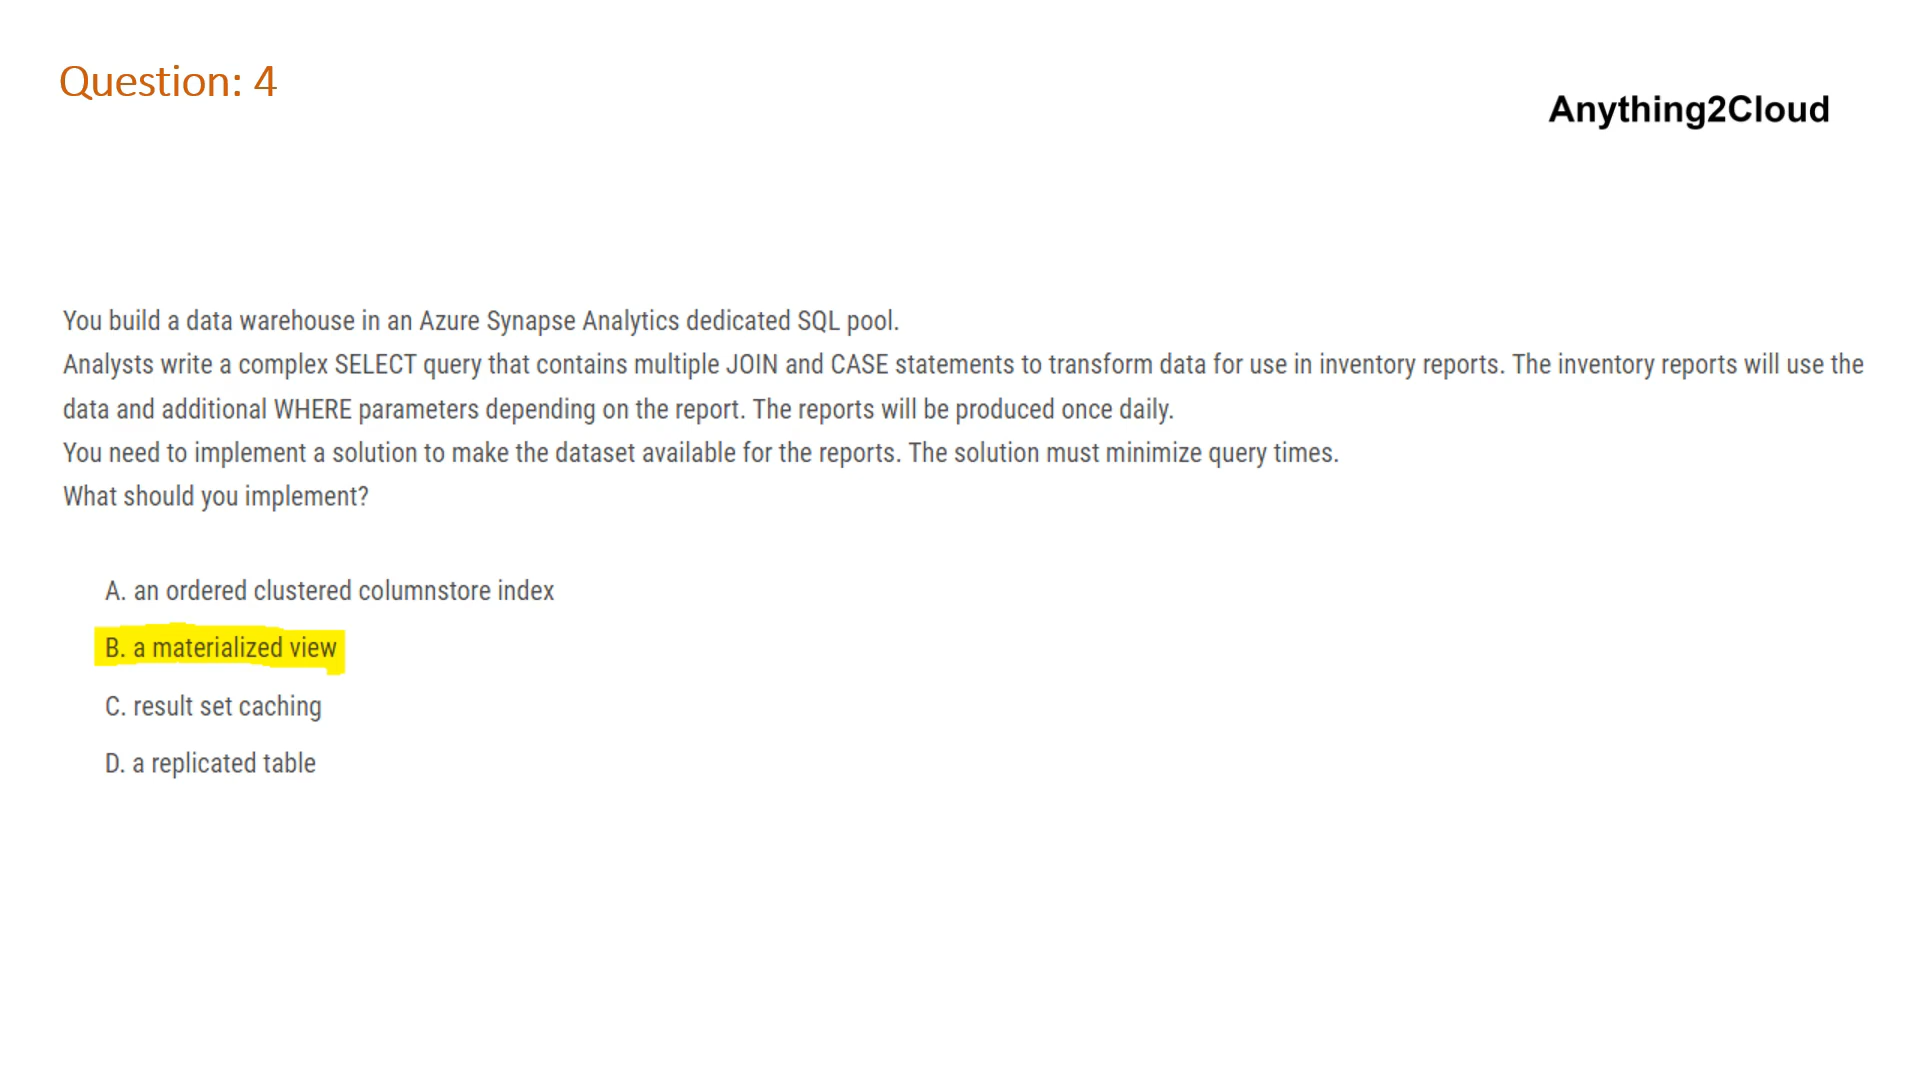 Question: 4
Anything2Cloud
You build a data warehouse in an Azure Synapse Analytics dedicated SQL pool.
Analysts write a complex SELECT query that contains multiple JOIN and CASE statements to transform data for use in inventory reports. The inventory reports will use the
data and additional WHERE parameters depending on the report. The reports will be produced once daily.
You need to implement a solution to make the dataset available for the reports. The solution must minimize query times.
What should you implement?
A. an ordered clustered columnstore index
B. a materialized view
C. result set caching
D. a replicated table